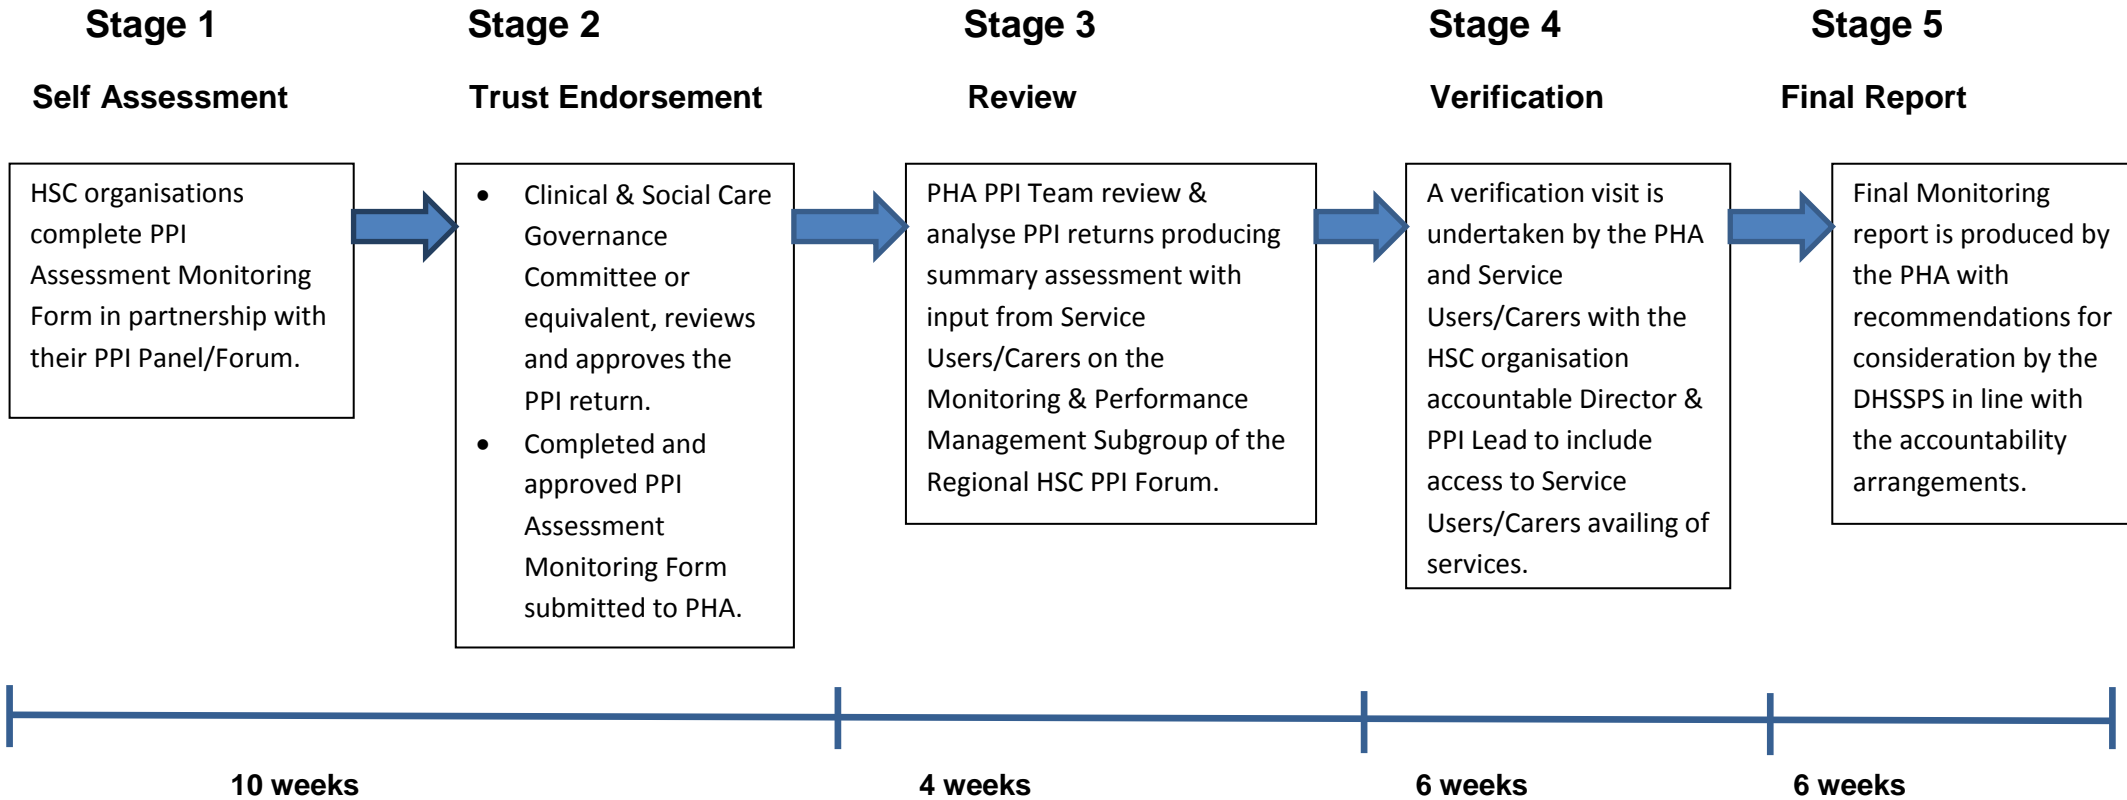 Stage 1
Self Assessment
HSC organisations
complete PPI
Assessment Monitoring
Form in partnership with
their PPI Panel/Forum.
Stage 2
Trust Endorsement
• Clinical & Social Care
Governance
Committee or
equivalent, reviews
and approves the
PPI return.
• Completed and
approved PPI
Assessment
Monitoring Form
submitted to PHA.
Stage 3
Review
PHA PPI Team review &
analyse PPI returns producing
summary assessment with
input from Service
Users/Carers on the
Monitoring & Performance
Management Subgroup of the
Regional HSC PPI Forum.
Stage 4
Verification
A verification visit is
undertaken by the PHA
and Service
Users/Carers with the
HSC organisation
accountable Director &
PPI Lead to include
access to Service
Users/Carers availing of
services.
Stage 5
Final Report
Final Monitoring
report is produced by
the PHA with
recommendations for
consideration by the
DHSSPS in line with
the accountability
arrangements.
10 weeks
4 weeks
6 weeks
6 weeks